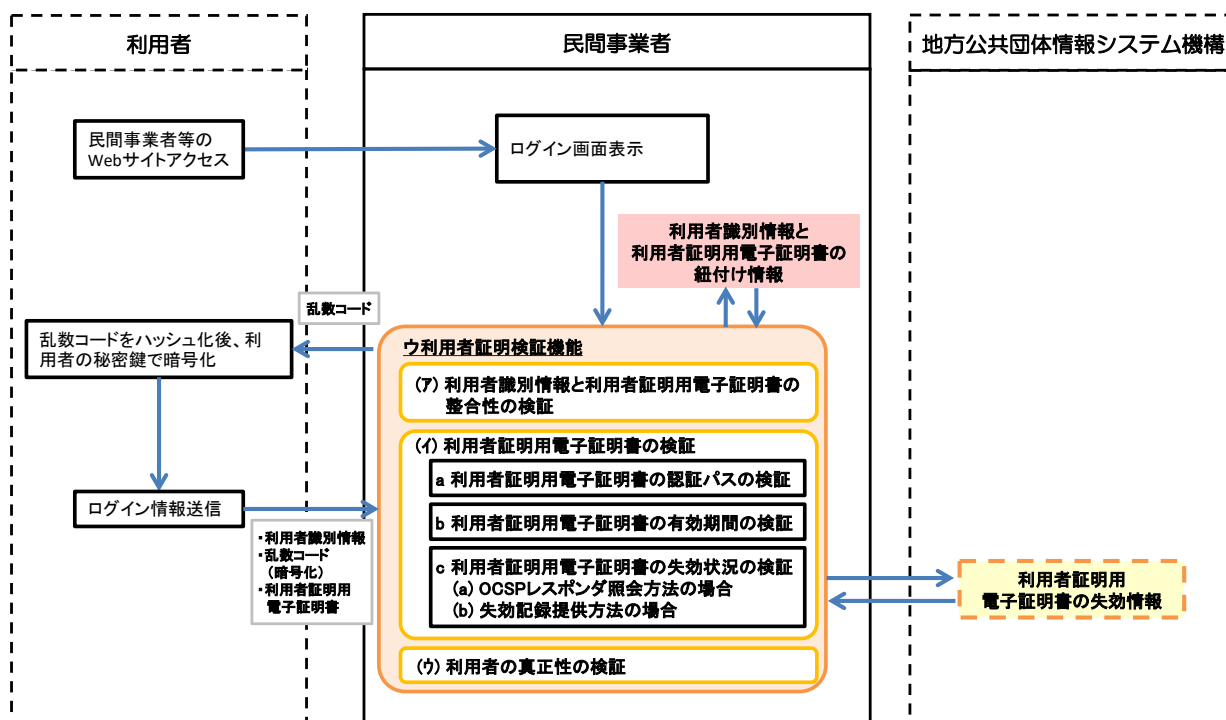 利用者
民間事業者
地方公共団体情報システム機構
民間事業者等の
Webサイトアクセス
ログイン画面表示
利用者識別情報と
利用者証明用電子証明書の
紐付け情報
乱数コード
乱数コードをハッシュ化後、利
用者の秘密鍵で暗号化
ウ利用者証明検証機能
(ア) 利用者識別情報と利用者証明用電子証明書の
整合性の検証
(イ) 利用者証明用電子証明書の検証
a 利用者証明用電子証明書の認証パスの検証
b 利用者証明用電子証明書の有効期間の検証
c 利用者証明用電子証明書の失効状況の検証
(a) OCSPレスポンダ照会方法の場合
(b) 失効記録提供方法の場合
(ウ) 利用者の真正性の検証
ログイン情報送信
・利用者識別情報
・乱数コード
(暗号化)
・利用者証明用
電子証明書
利用者証明用
電子証明書の失効情報